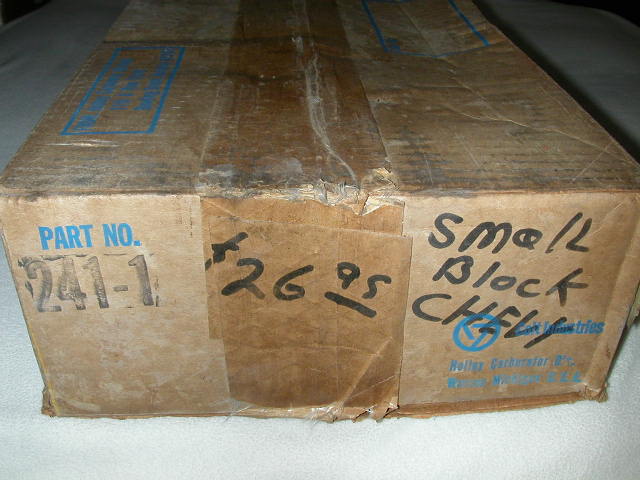 PART NO.
241-1
$26.95
Small
Block
CHEVY
Colt Industries
Holley Carburetor Div.
Warren Michigan U.S.A.